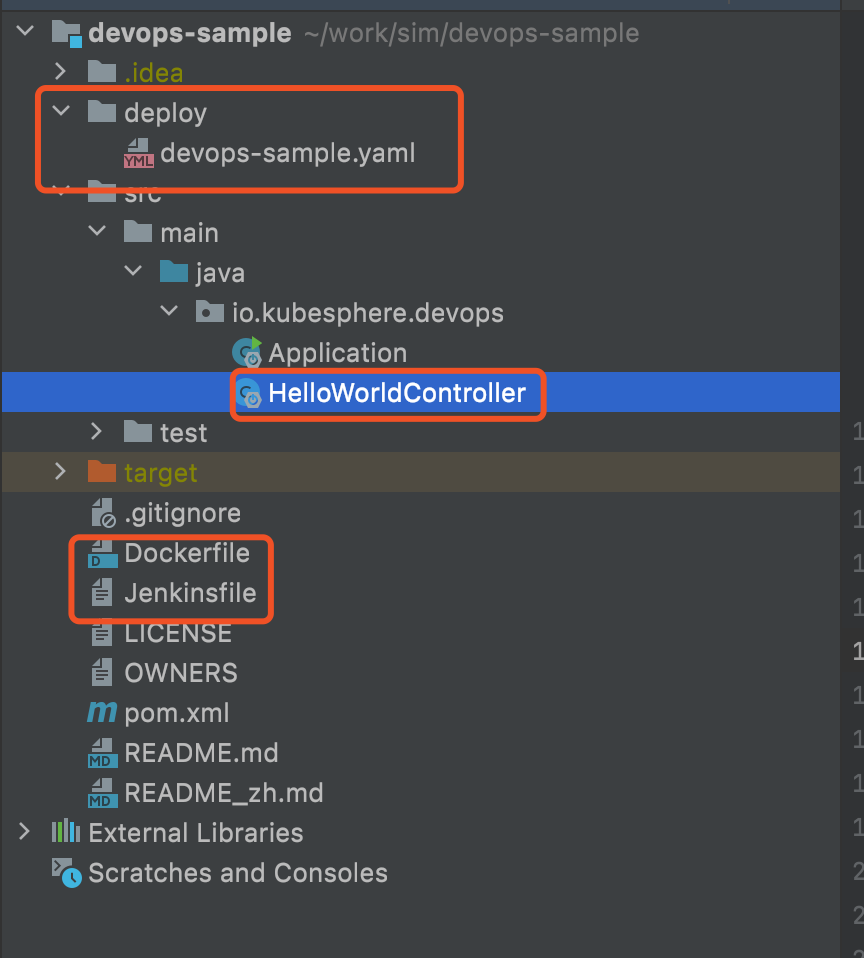 devops-sample ~/work/sim/devops-sample
.idea
deploy
YML devops-sample.yaml
src
main
java
io.kubesphere.devops
Application
HelloWorldController
test
target
.gitignore
D Dockerfile
Jenkinsfile
LICENSE
OWNERS
m pom.xml
MD README.md
MD README_zh.md
External Libraries
Scratches and Consoles